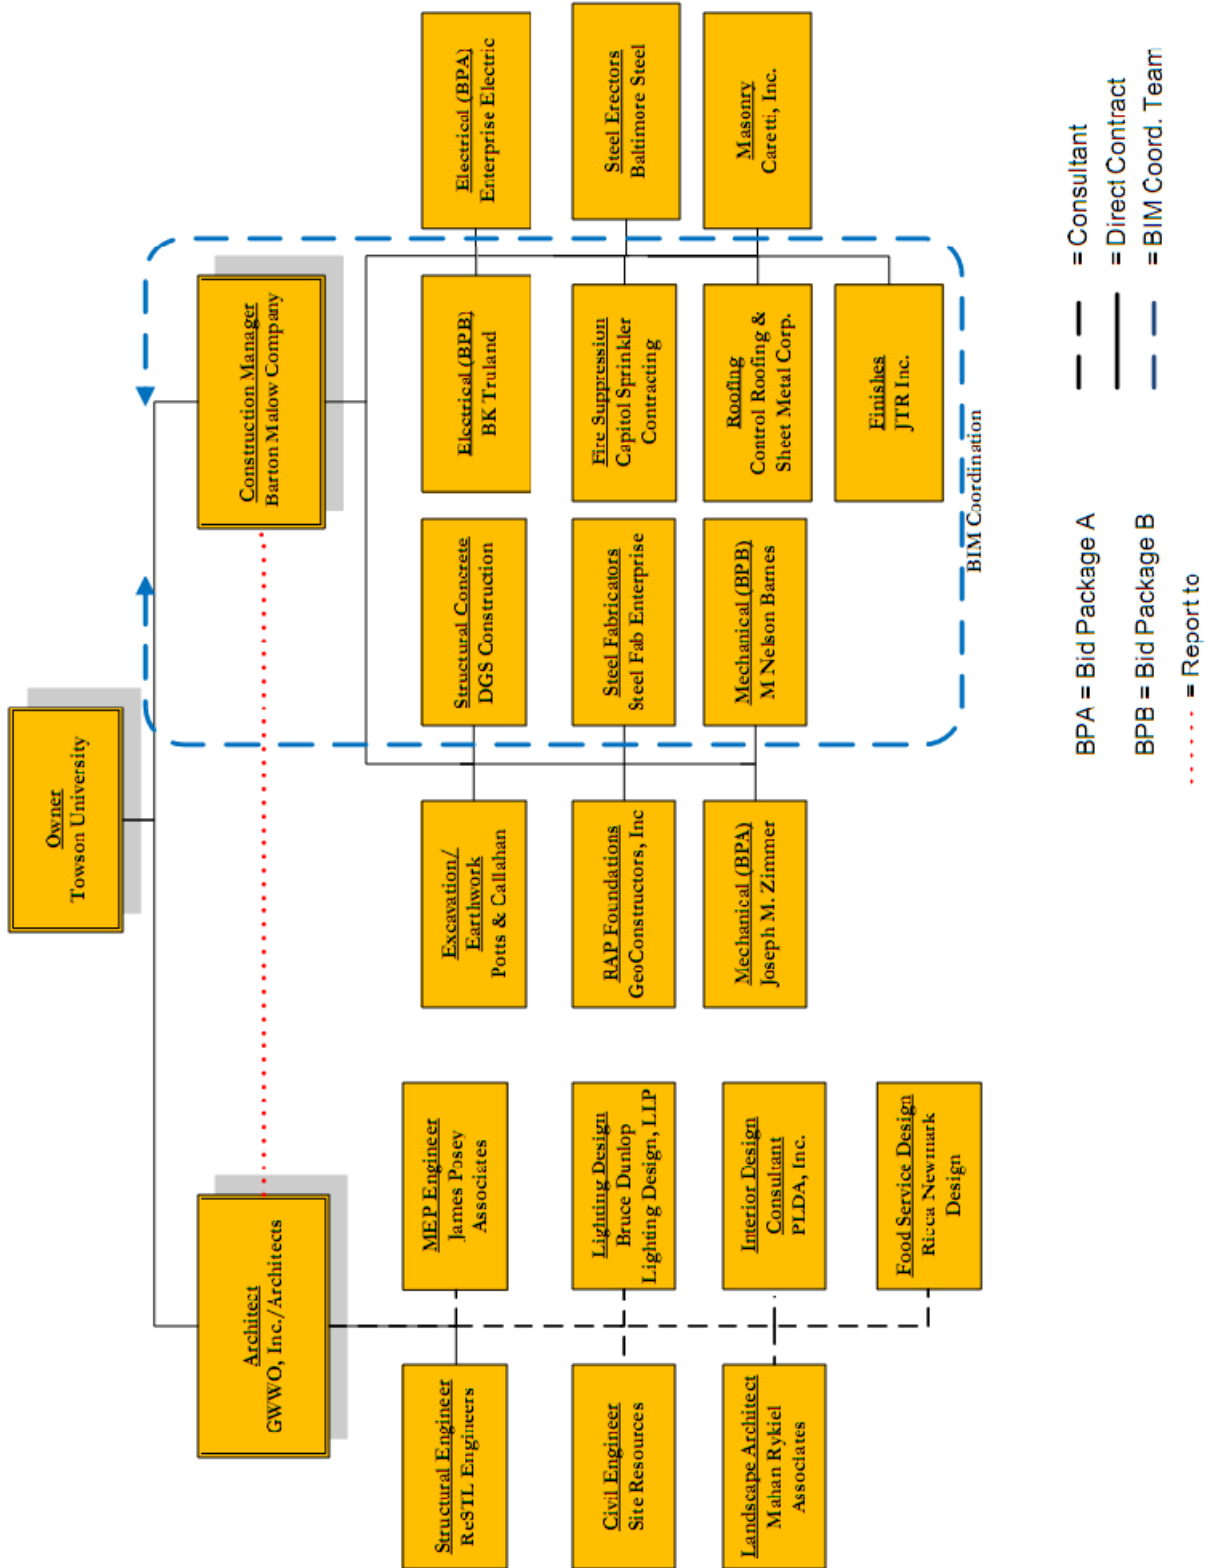 Owner
Towson University
Architect
GWWO, Inc./Architects
Construction Manager
Barton Malow Company
Structural Engineer
ReSTL Engineers
MEP Engineer
James Posey
Associates
Civil Engineer
Site Resources
Lighting Design
Bruce Dunlop
Lighting Design, LLP
Landscape Architect
Mahan Rykiel
Associates
Interior Design
Consultant
PLDA, Inc.
Food Service Design
Ricca Newmark
Design
Excavation/
Earthwork
Potts & Callahan
Structural Concrete
DGS Construction
Electrical (BPB)
BK Truland
Electrical (BPA)
Enterprise Electric
RAP Foundations
GeoConstructors, Inc
Steel Fabricators
Steel Fab Enterprise
Fire Suppression
Capitol Sprinkler
Contracting
Steel Erectors
Baltimore Steel
Mechanical (BPA)
Joseph M. Zimmer
Mechanical (BPB)
M Nelson Barnes
Roofing
Control Roofing &
Sheet Metal Corp.
Masonry
Caretti, Inc.
Finishes
JTR Inc.
BIM Coordination
BPA = Bid Package A
BPB = Bid Package B
= Report to
= Consultant
= Direct Contract
= BIM Coord. Team